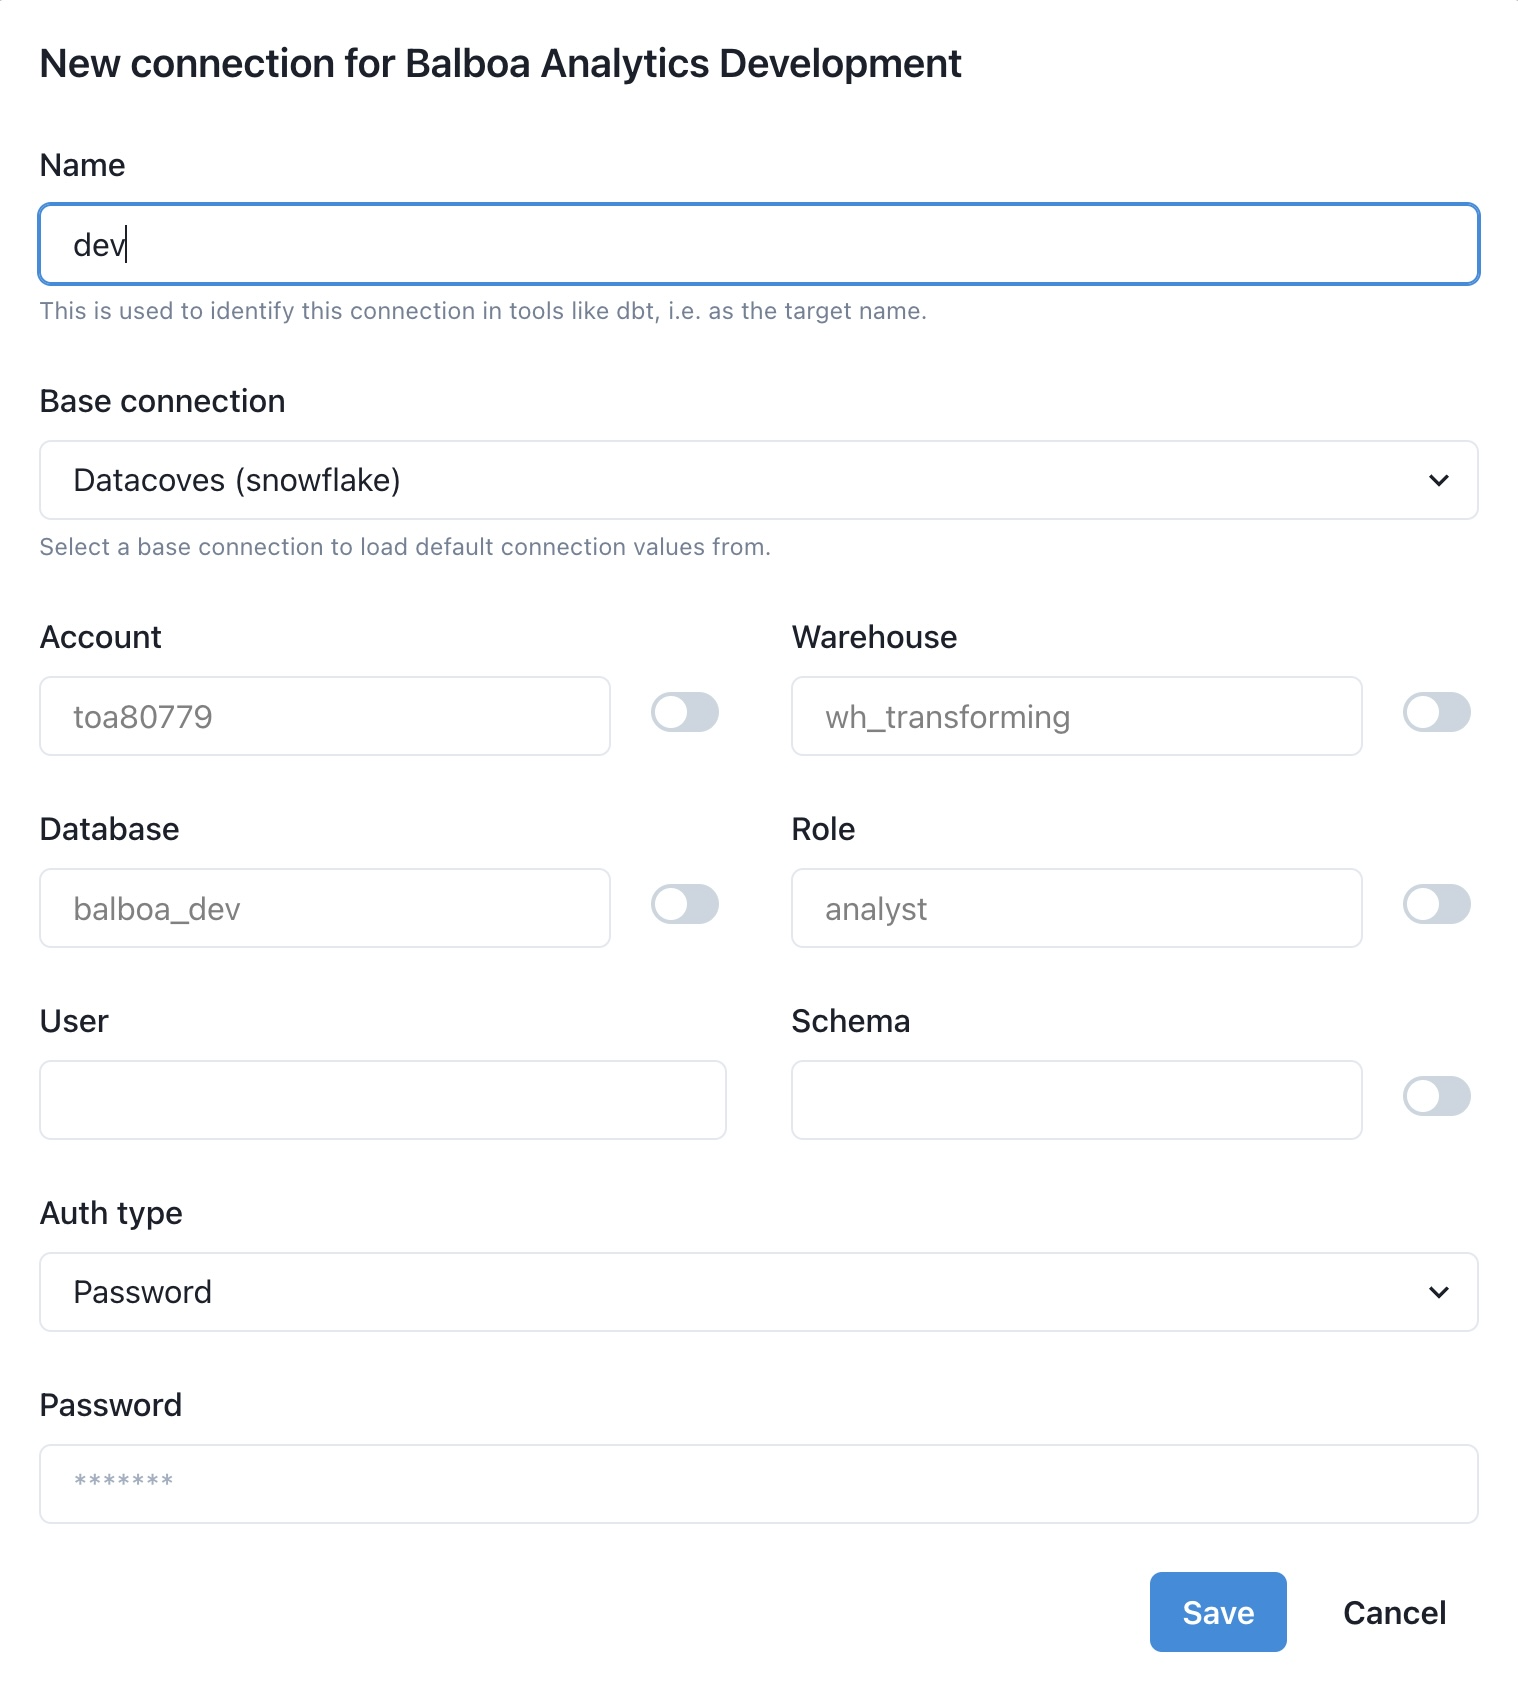 New connection for Balboa Analytics Development
Name
dev
This is used to identify this connection in tools like dbt, i.e. as the target name.
Base connection
Datacoves (snowflake)
Select a base connection to load default connection values from.
Account
Warehouse
toa80779
wh_transforming
Database
Role
balboa_dev
analyst
User
Schema
Auth type
Password
Password
*******
Save
Cancel